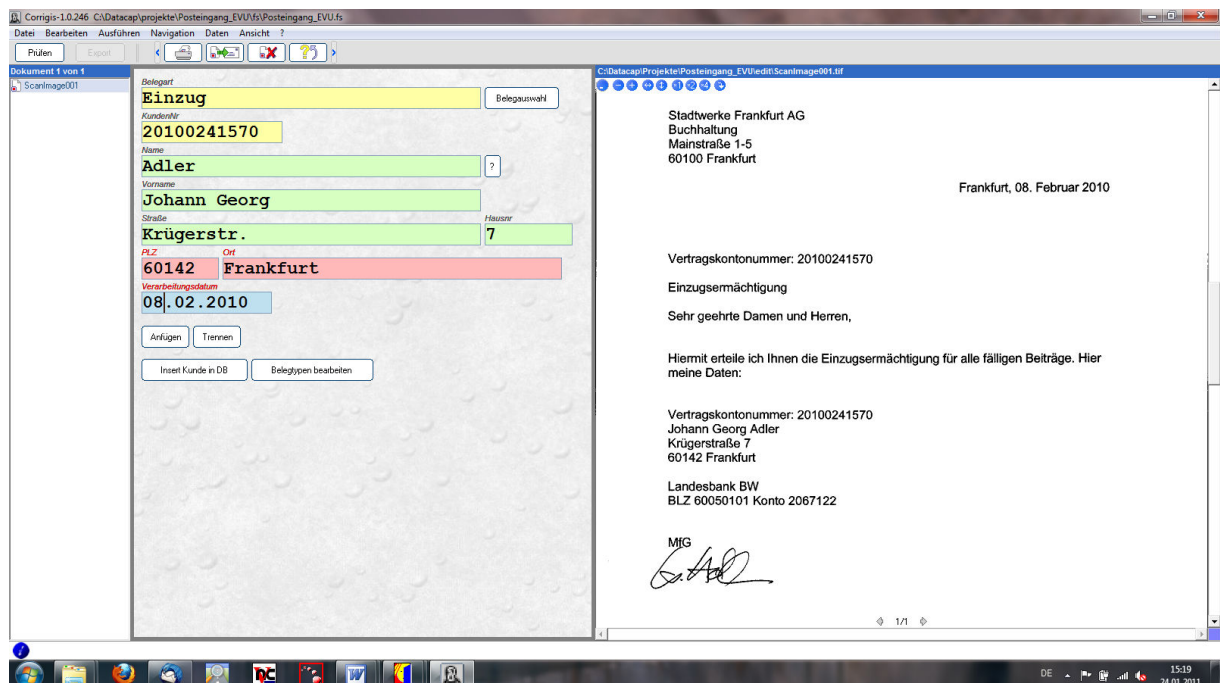 Corrigis-1.0.246 C:\Datacap\projekte\Posteingang_EVU\fs\Posteingang_EVU.fs
Datei Bearbeiten Ausführen Navigation Daten Ansicht ?
Prüfen Export
Dokument 1 von 1
ScanImage001
Belegart
Einzug
Belegauswahl
KundenNr
20100241570
Name
Adler
?
Vorname
Johann Georg
Straße Hausnr
Krügerstr. 7
PLZ Ort
60142 Frankfurt
Verarbeitungsdatum
08.02.2010
Anfügen Trennen
Insert Kunde in DB Belegtypen bearbeiten
C:\Datacap\Projekte\Posteingang_EVU\edit\ScanImage001.tif
Stadtwerke Frankfurt AG
Buchhaltung
Mainstraße 1-5
60100 Frankfurt
Frankfurt, 08. Februar 2010
Vertragskontonummer: 20100241570
Einzugsermächtigung
Sehr geehrte Damen und Herren,
Hiermit erteile ich Ihnen die Einzugsermächtigung für alle fälligen Beiträge. Hier
meine Daten:
Vertragskontonummer: 20100241570
Johann Georg Adler
Krügerstraße 7
60142 Frankfurt
Landesbank BW
BLZ 60050101 Konto 2067122
MfG
1/1
DE
15:19
24.01.2011